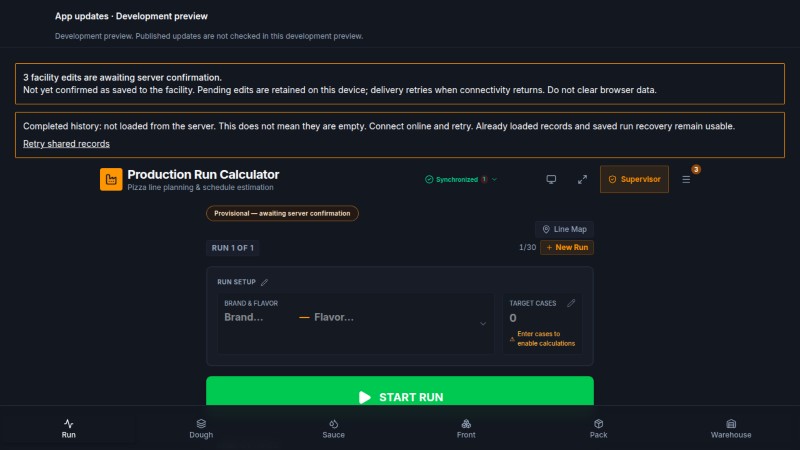 App updates · Development preview
Development preview. Published updates are not checked in this development preview.
3 facility edits are awaiting server confirmation.
Not yet confirmed as saved to the facility. Pending edits are retained on this device; delivery retries when connectivity returns. Do not clear browser data.
Completed history: not loaded from the server. This does not mean they are empty. Connect online and retry. Already loaded records and saved run recovery remain usable.
Retry shared records
Production Run Calculator
Pizza line planning & schedule estimation
Synchronized 1
Supervisor
3
Provisional — awaiting server confirmation
Line Map
RUN 1 OF 1
1/30
+ New Run
RUN SETUP
BRAND & FLAVOR
Brand... — Flavor...
TARGET CASES
0
Enter cases to
enable calculations
START RUN
Run
Dough
Sauce
Front
Pack
Warehouse